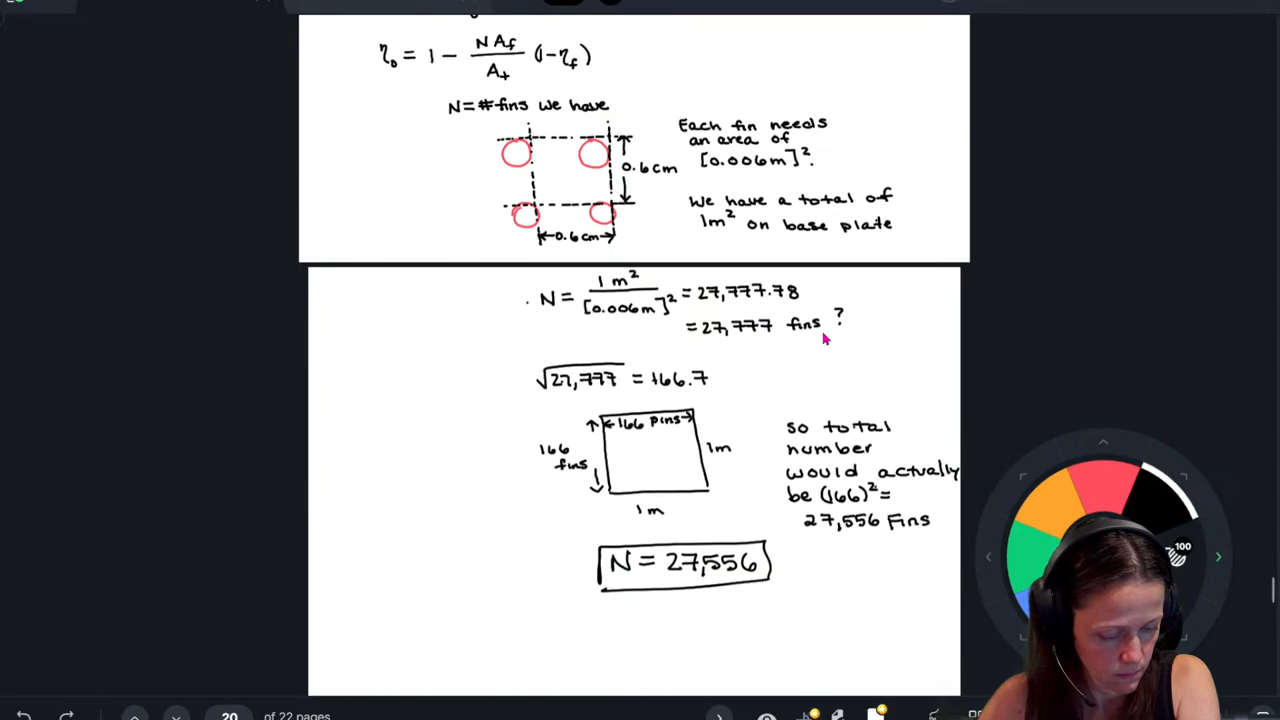 η₀ = 1 − NA_f / A_t (1−η_f)
N = # fins we have
Each fin needs
an area of
[0.006m]².
0.6cm
We have a total of
1m² on base plate
0.6cm
N = 1 m² / [0.006m]² = 27,777.78
= 27,777 fins ?
√27,777 = 166.7
166 pins
166
fins
1m
1m
so total
number
would actually
be (166)² =
27,556 Fins
N = 27,556
100
20 of 22 pages